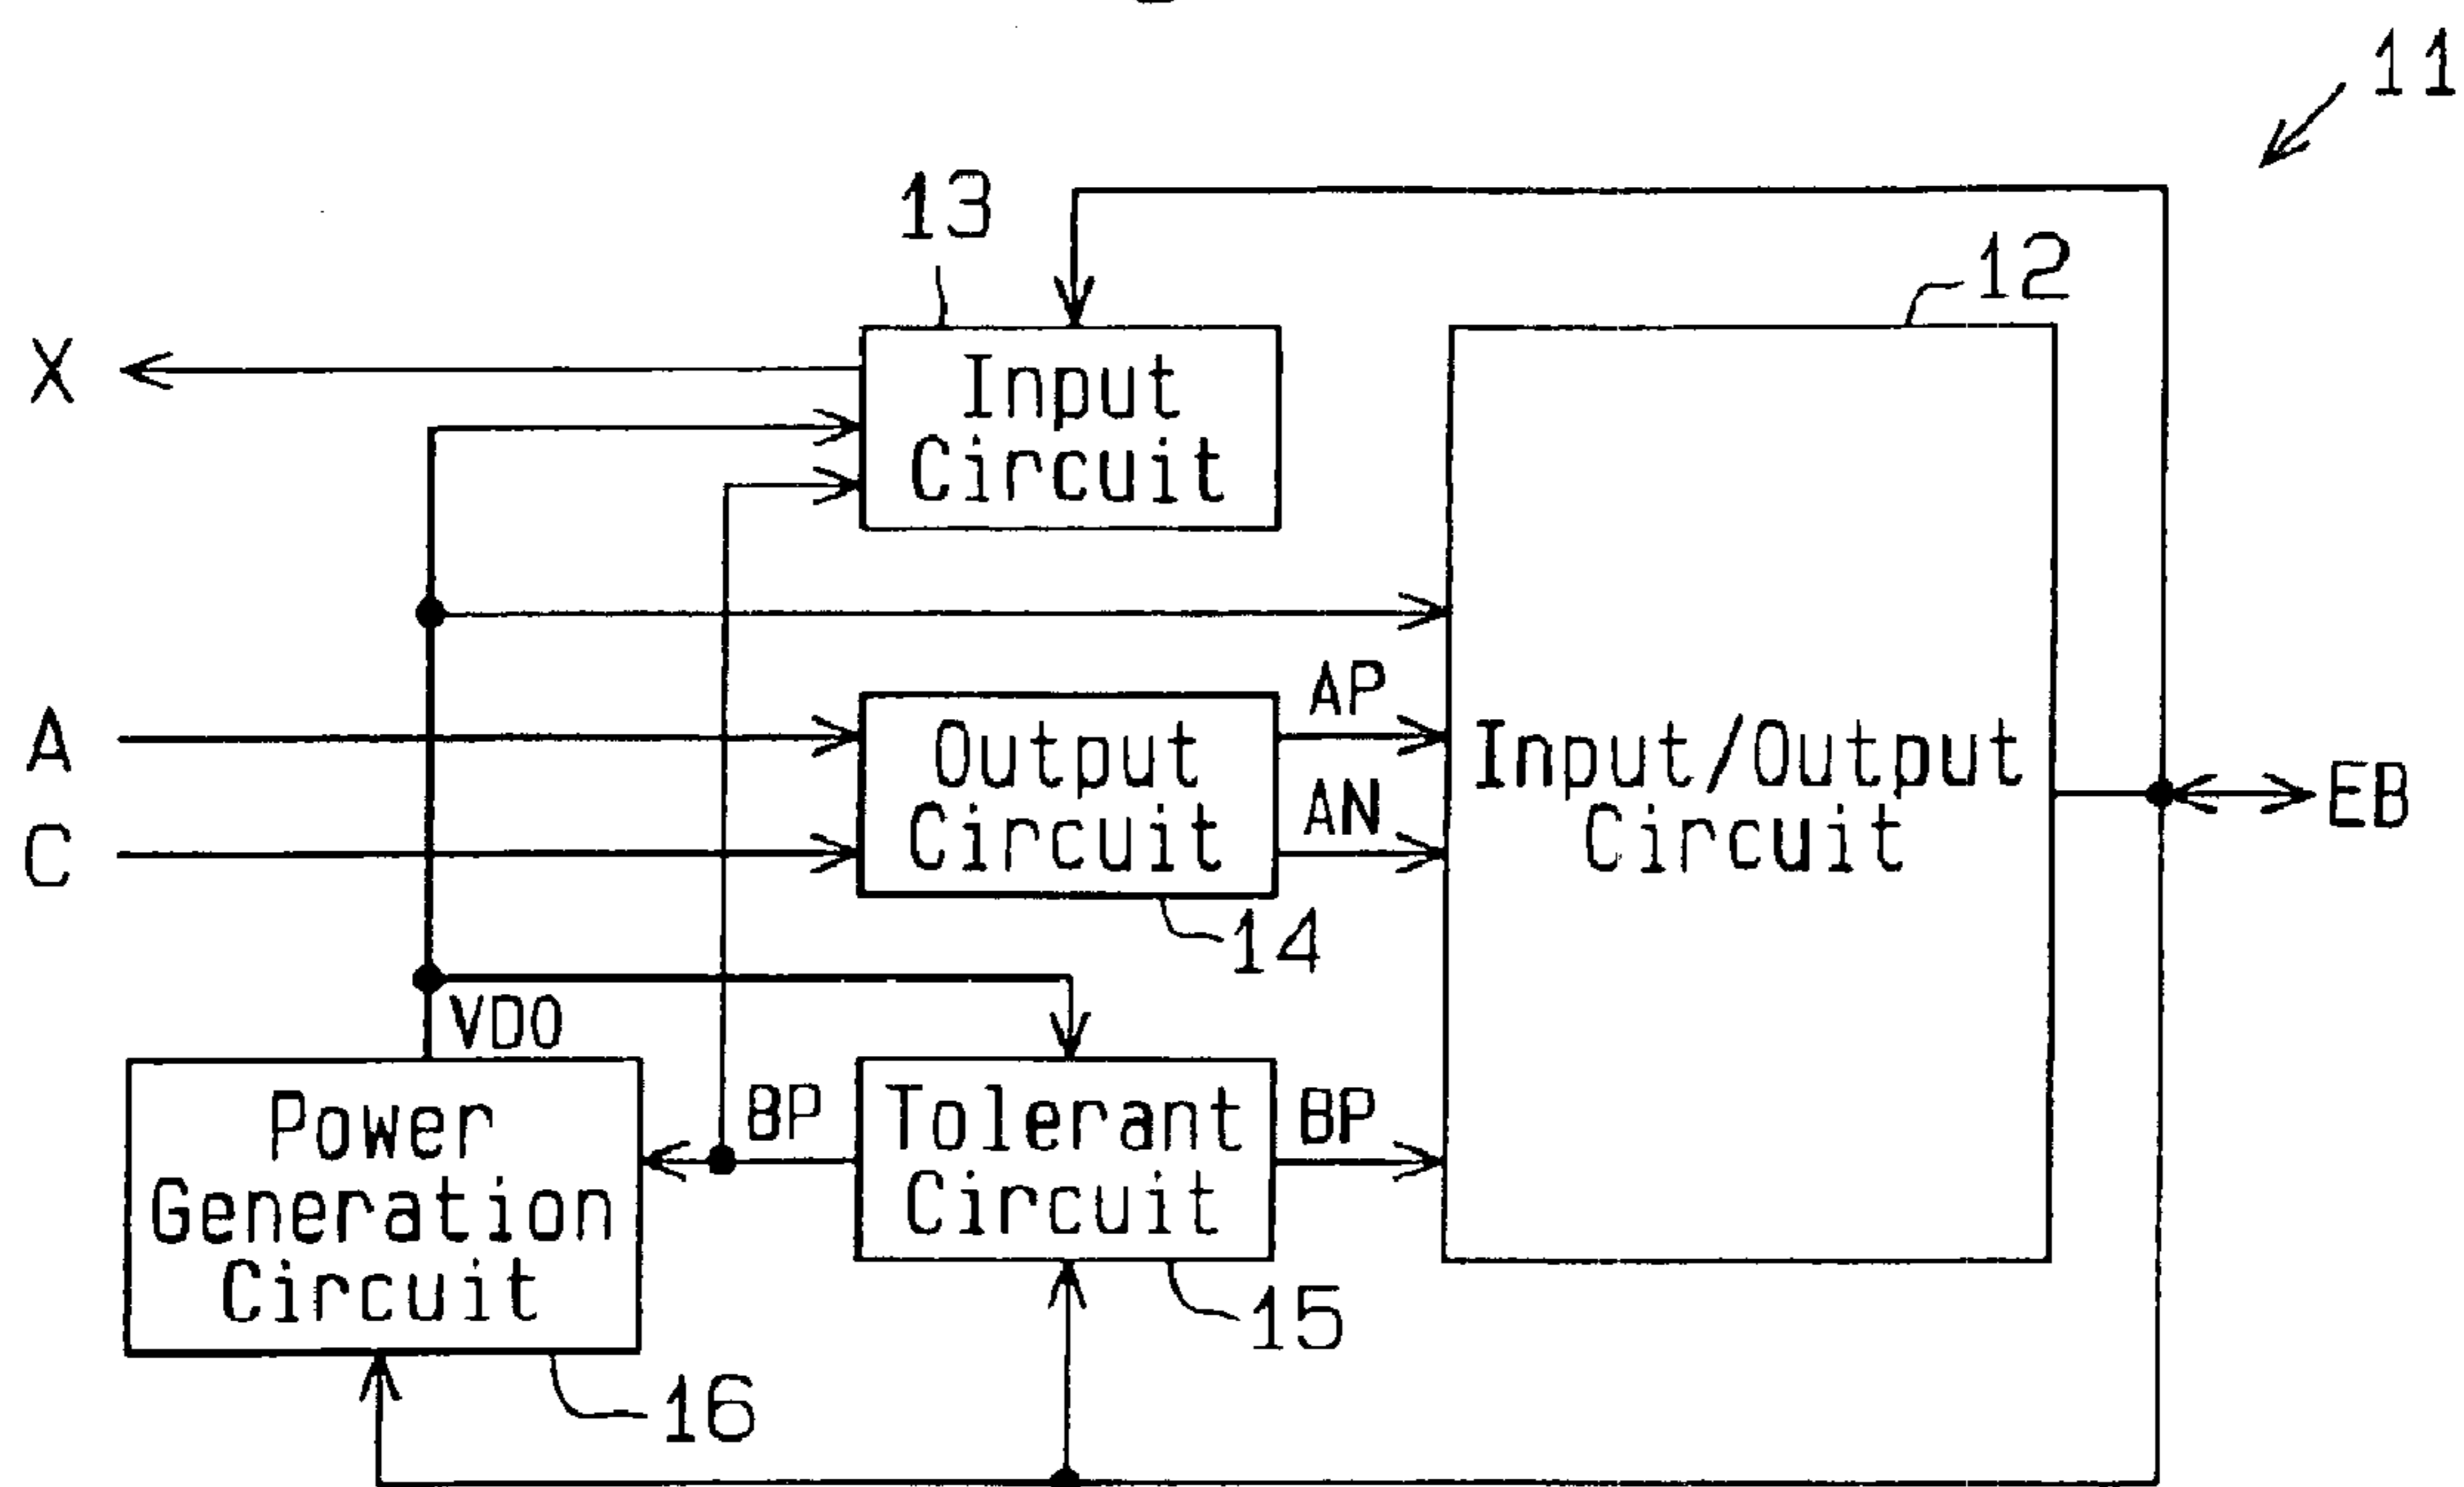 11
13
12
X
Input
Circuit
AP
A
Output
Circuit
Input/Output
Circuit
AN
EB
C
14
VDO
Power
Generation
Circuit
BP
Tolerant
Circuit
BP
15
16